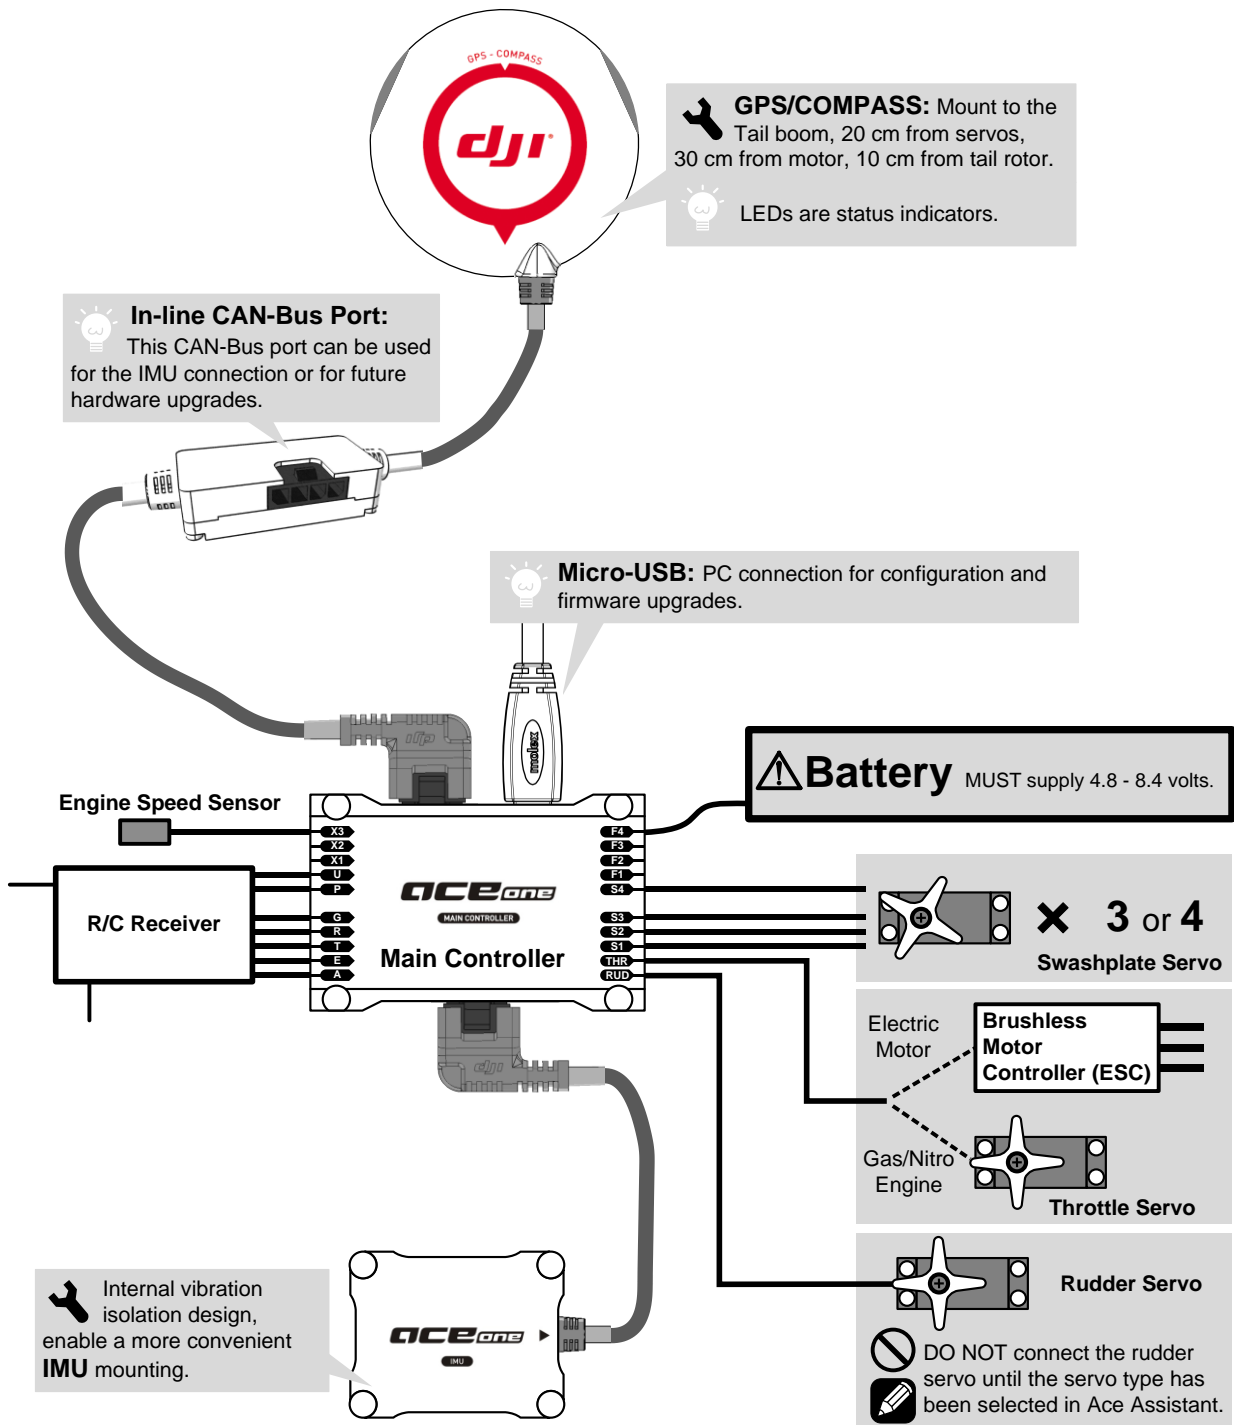 GPS - COMPASS
dji
GPS/COMPASS: Mount to the
Tail boom, 20 cm from servos,
30 cm from motor, 10 cm from tail rotor.
LEDs are status indicators.
In-line CAN-Bus Port:
This CAN-Bus port can be used
for the IMU connection or for future
hardware upgrades.
Micro-USB: PC connection for configuration and
firmware upgrades.
dji
molex
Battery MUST supply 4.8 - 8.4 volts.
Engine Speed Sensor
X3
X2
X1
U
P
G
R
T
E
A
R/C Receiver
ace one
MAIN CONTROLLER
Main Controller
F4
F3
F2
F1
S4
S3
S2
S1
THR
RUD
3 or 4
Swashplate Servo
Electric
Motor
Brushless
Motor
Controller (ESC)
Gas/Nitro
Engine
Throttle Servo
dji
Rudder Servo
DO NOT connect the rudder
servo until the servo type has
been selected in Ace Assistant.
Internal vibration
isolation design,
enable a more convenient
IMU mounting.
ace one
IMU